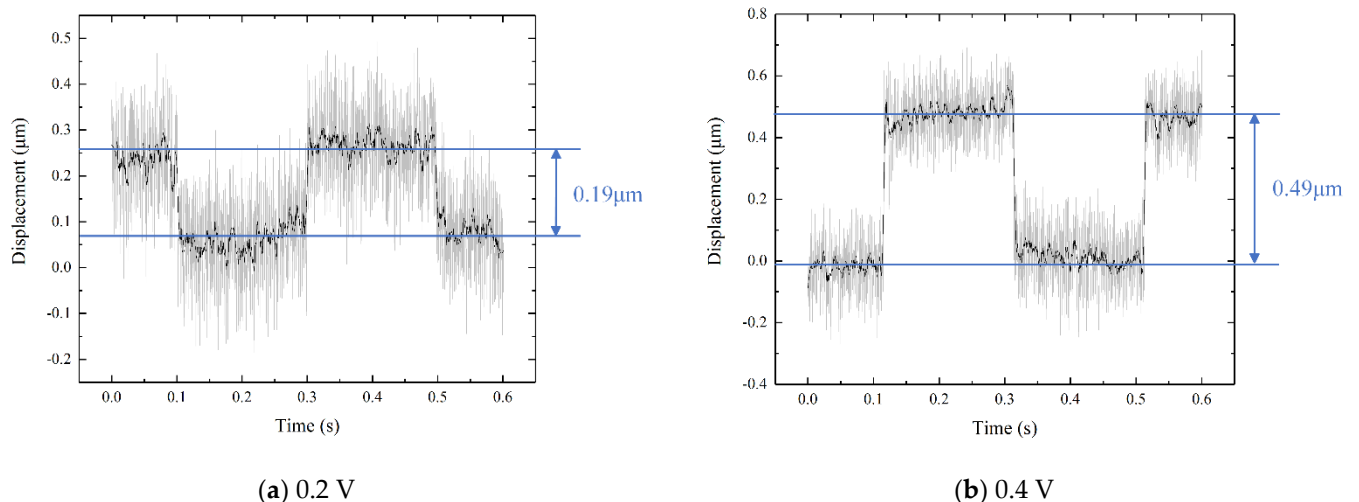 0.5
0.4
0.3
0.2
0.1
0.0
-0.1
-0.2
Displacement (μm)
0.0 0.1 0.2 0.3 0.4 0.5 0.6
Time (s)
0.19μm
(a) 0.2 V
0.8
0.6
0.4
0.2
0.0
-0.2
-0.4
Displacement (μm)
0.0 0.1 0.2 0.3 0.4 0.5 0.6
Time (s)
0.49μm
(b) 0.4 V